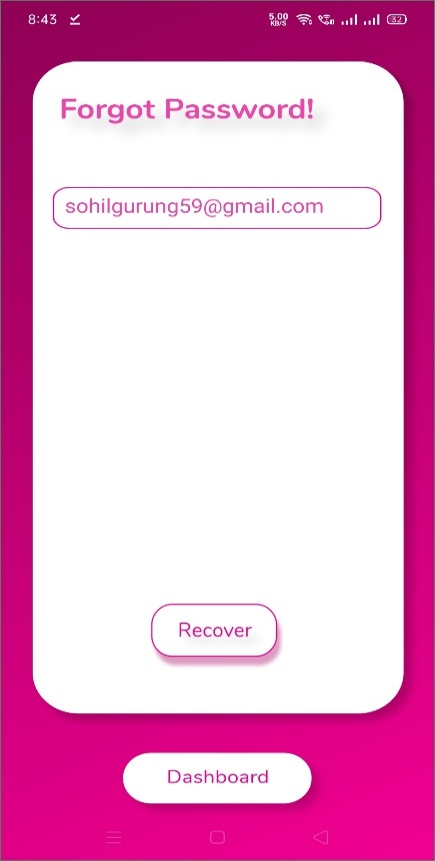 8:43 5.00 KB/S 32
Forgot Password!
sohilgurung59@gmail.com
Recover
Dashboard